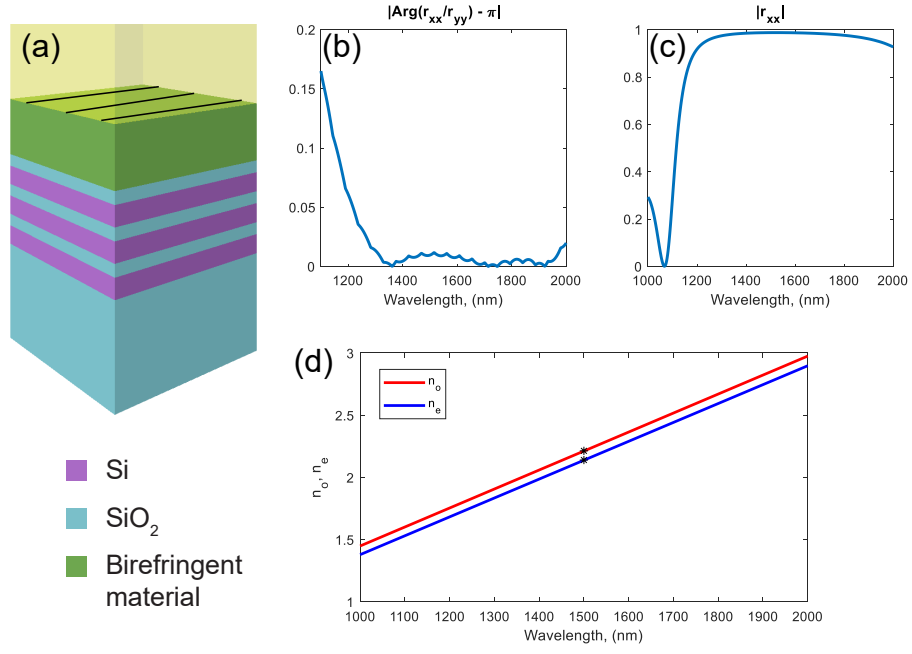 (a)
Si
SiO2
Birefringent
material
|Arg(rxx/ryy) - π|
(b)
0.2
0.15
0.1
0.05
0
1200
1400
1600
1800
2000
Wavelength, (nm)
|rxx|
(c)
1
0.8
0.6
0.4
0.2
0
1000
1200
1400
1600
1800
2000
Wavelength, (nm)
(d)
no
ne
3
2.5
2
1.5
1
no, ne
1000
1100
1200
1300
1400
1500
1600
1700
1800
1900
2000
Wavelength, (nm)